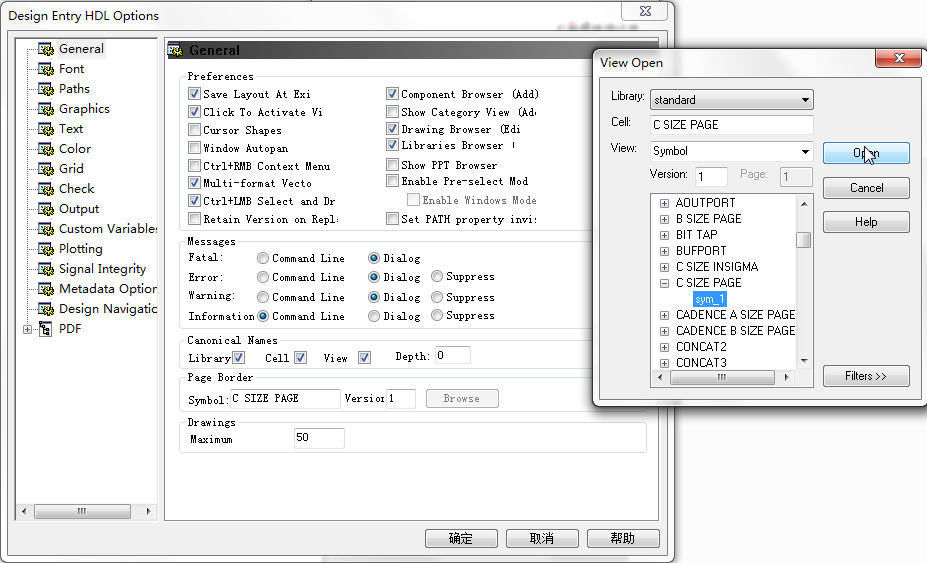 Design Entry HDL Options
General
Font
Paths
Graphics
Text
Color
Grid
Check
Output
Custom Variables
Plotting
Signal Integrity
Metadata Option
Design Navigatio
PDF
General
Preferences
Save Layout At Exi
Click To Activate Vi
Cursor Shapes
Window Autopan
Ctrl+RMB Context Menu
Multi-format Vecto
Ctrl+LMB Select and Dr
Retain Version on Repl
Component Browser (Add)
Show Category View (Ad
Drawing Browser (Edi
Libraries Browser
Show PPT Browser
Enable Pre-select Mod
Enable Windows Mode
Set PATH property invis
Messages
Fatal: Command Line Dialog
Error: Command Line Dialog Suppress
Warning: Command Line Dialog Suppress
Information Command Line Dialog Suppress
Canonical Names
Library Cell View Depth: 0
Page Border
Symbol: C SIZE PAGE Version 1 Browse
Drawings
Maximum 50
确定 取消 帮助
View Open
Library: standard
Cell: C SIZE PAGE
View: Symbol
Version: 1 Page: 1
AOUTPORT
B SIZE PAGE
BIT TAP
BUFPORT
C SIZE INSIGMA
C SIZE PAGE
sym_1
CADENCE A SIZE PAGE
CADENCE B SIZE PAGE
CONCAT2
CONCAT3
Open
Cancel
Help
Filters >>